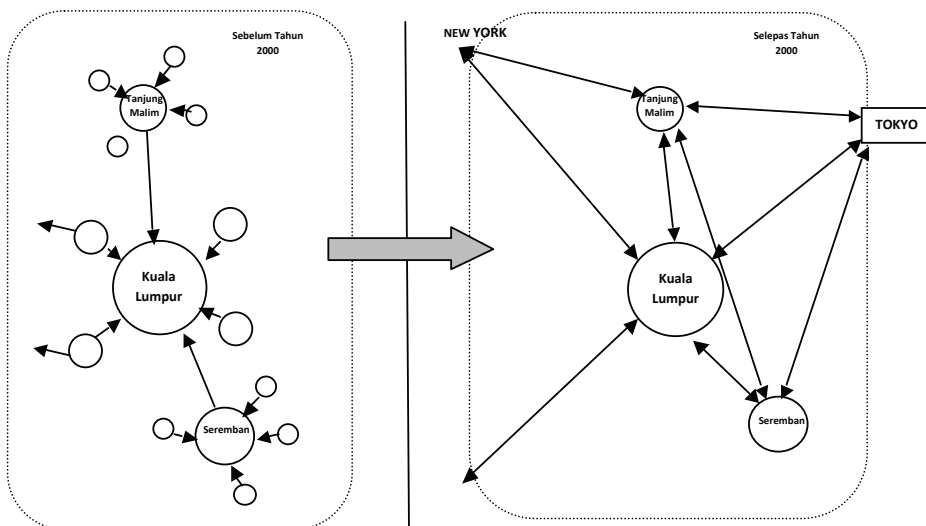 Sebelum Tahun
2000
Tanjung
Malim
Kuala
Lumpur
Seremban
NEW YORK
Selepas Tahun
2000
Tanjung
Malim
TOKYO
Kuala
Lumpur
Seremban